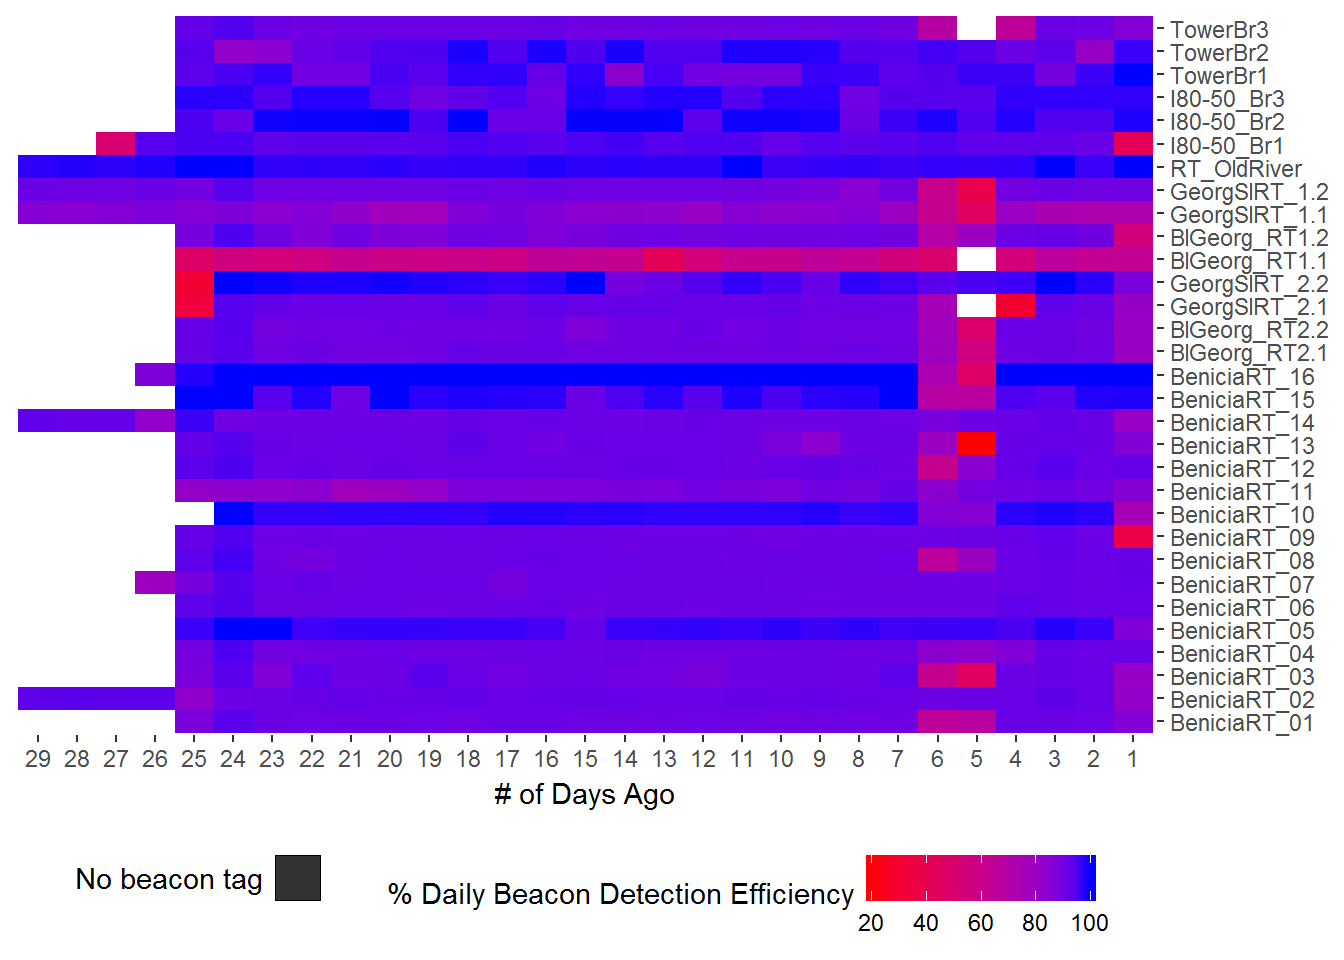 TowerBr3
TowerBr2
TowerBr1
I80-50_Br3
I80-50_Br2
I80-50_Br1
RT_OldRiver
GeorgSlRT_1.2
GeorgSlRT_1.1
BlGeorg_RT1.2
BlGeorg_RT1.1
GeorgSlRT_2.2
GeorgSlRT_2.1
BlGeorg_RT2.2
BlGeorg_RT2.1
BeniciaRT_16
BeniciaRT_15
BeniciaRT_14
BeniciaRT_13
BeniciaRT_12
BeniciaRT_11
BeniciaRT_10
BeniciaRT_09
BeniciaRT_08
BeniciaRT_07
BeniciaRT_06
BeniciaRT_05
BeniciaRT_04
BeniciaRT_03
BeniciaRT_02
BeniciaRT_01
29 28 27 26 25 24 23 22 21 20 19 18 17 16 15 14 13 12 11 10 9 8 7 6 5 4 3 2 1
# of Days Ago
No beacon tag
% Daily Beacon Detection Efficiency
20 40 60 80 100